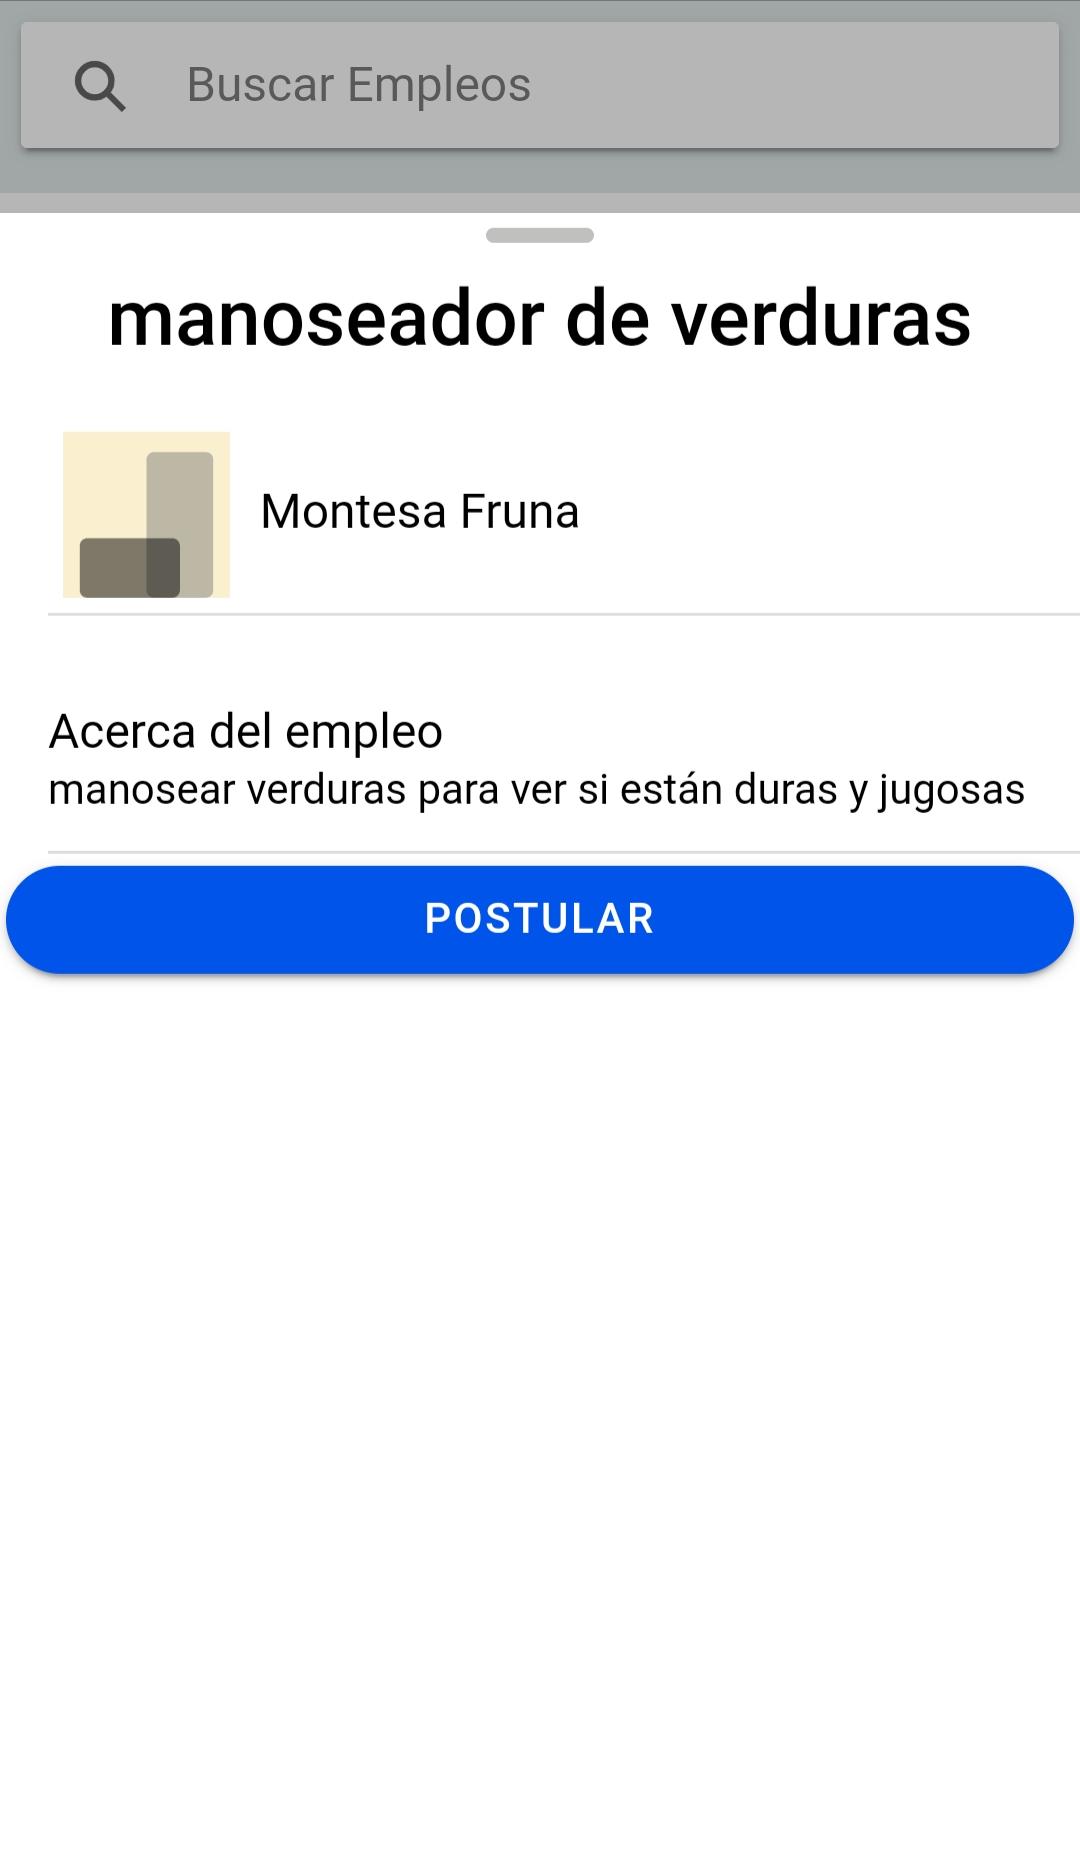 Buscar Empleos
manoseador de verduras
Montesa Fruna
Acerca del empleo
manosear verduras para ver si están duras y jugosas
POSTULAR